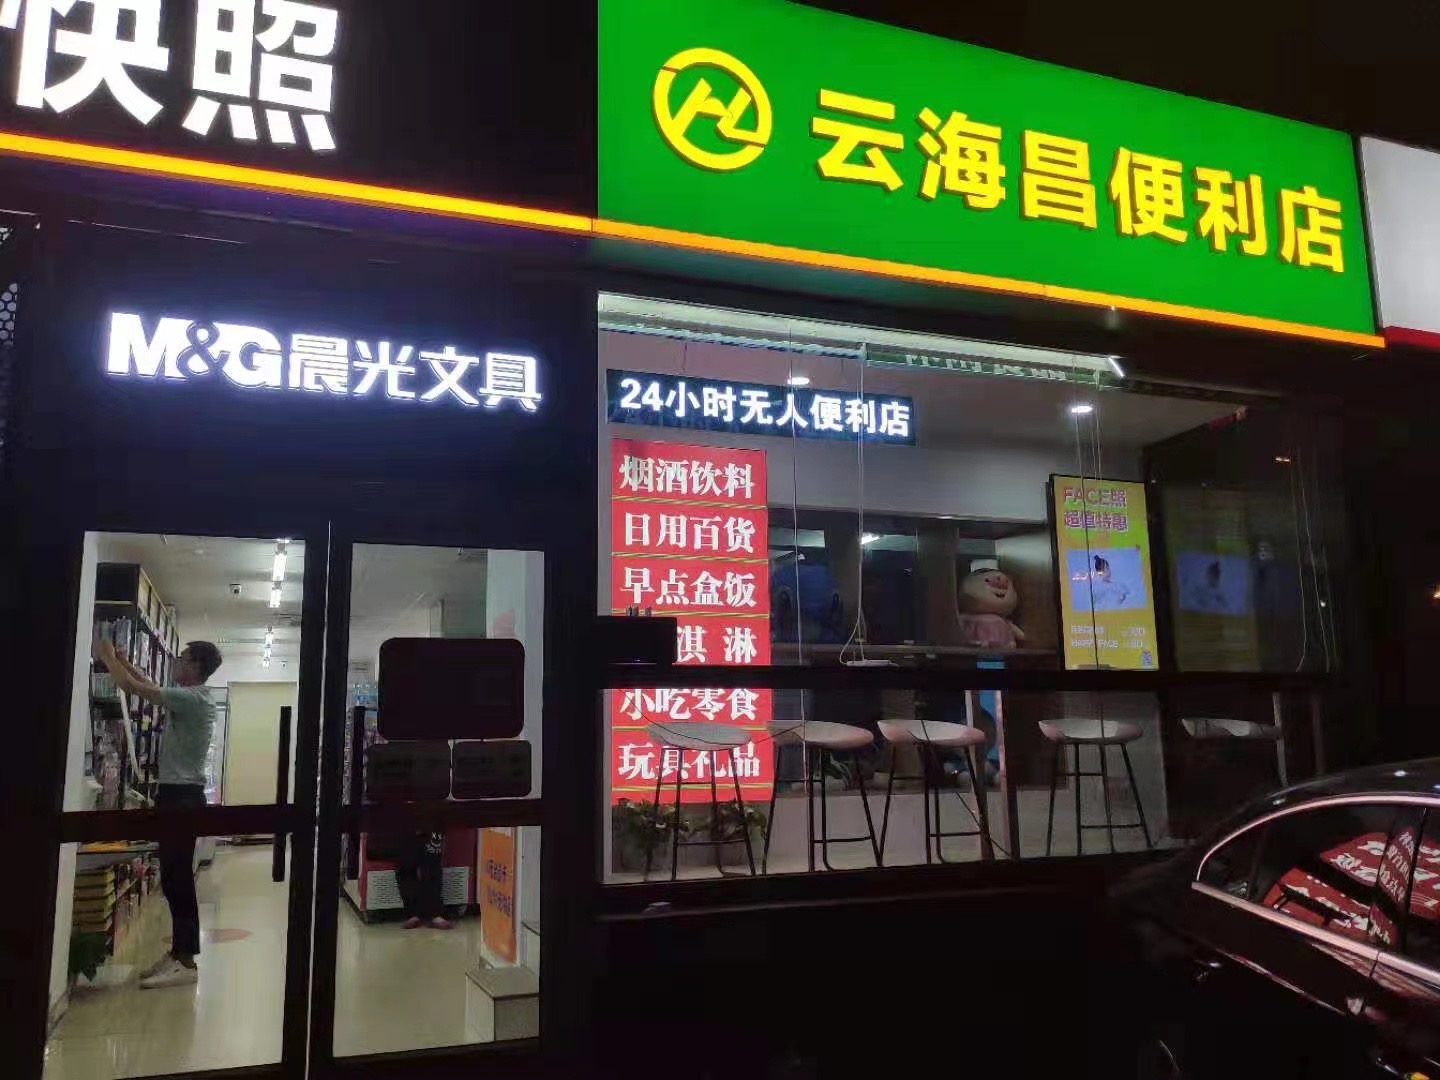 快照
云海昌便利店
M&G晨光文具
24小时无人便利店
烟酒饮料
日用百货
早点盒饭
淇淋
小吃零食
玩具礼品
FACE照
超值特惠